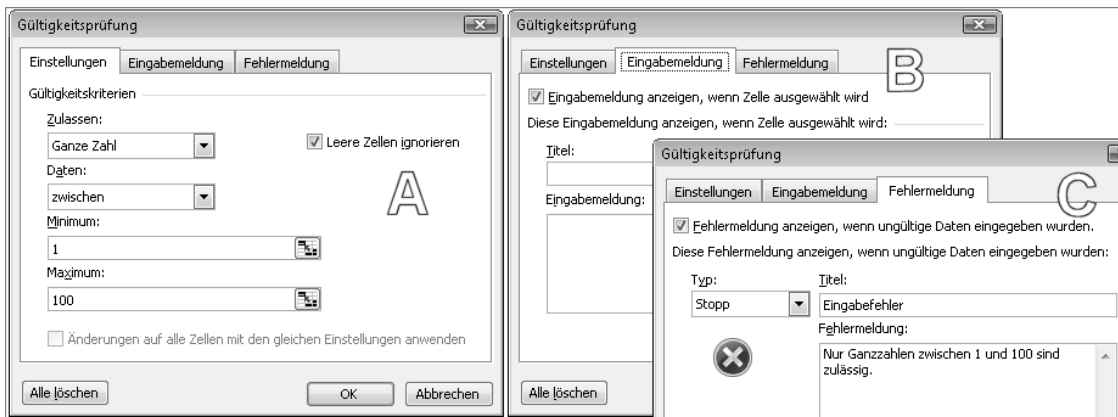 Gültigkeitsprüfung
Einstellungen Eingabemeldung Fehlermeldung
Gültigkeitskriterien
Zulassen:
Ganze Zahl
Leere Zellen ignorieren
Daten:
zwischen
A
Minimum:
1
Maximum:
100
Änderungen auf alle Zellen mit den gleichen Einstellungen anwenden
Alle löschen OK Abbrechen
Gültigkeitsprüfung
Einstellungen Eingabemeldung Fehlermeldung
B
Eingabemeldung anzeigen, wenn Zelle ausgewählt wird
Diese Eingabemeldung anzeigen, wenn Zelle ausgewählt wird:
Titel:
Eingabemeldung:
Alle löschen
Gültigkeitsprüfung
Einstellungen Eingabemeldung Fehlermeldung
C
Fehlermeldung anzeigen, wenn ungültige Daten eingegeben wurden.
Diese Fehlermeldung anzeigen, wenn ungültige Daten eingegeben wurden:
Typ:
Stopp
Titel:
Eingabefehler
Fehlermeldung:
Nur Ganzzahlen zwischen 1 und 100 sind
zulässig.